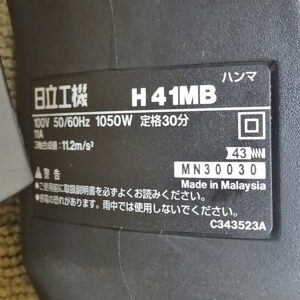 ハンマ
日立工機 H 41MB
100V 50/60Hz 1050W 定格30分
11A
3軸合成値:11.2m/s²
43
MN30030
⚠ 警告 Made in Malaysia
・使用前に取扱説明書を必ずよくお読みください。
・感電の恐れがあります。雨中では使用しないでください。
C343523A